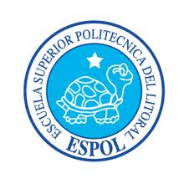 ESCUELA SUPERIOR POLITECNICA DEL LITORAL
ESPOL